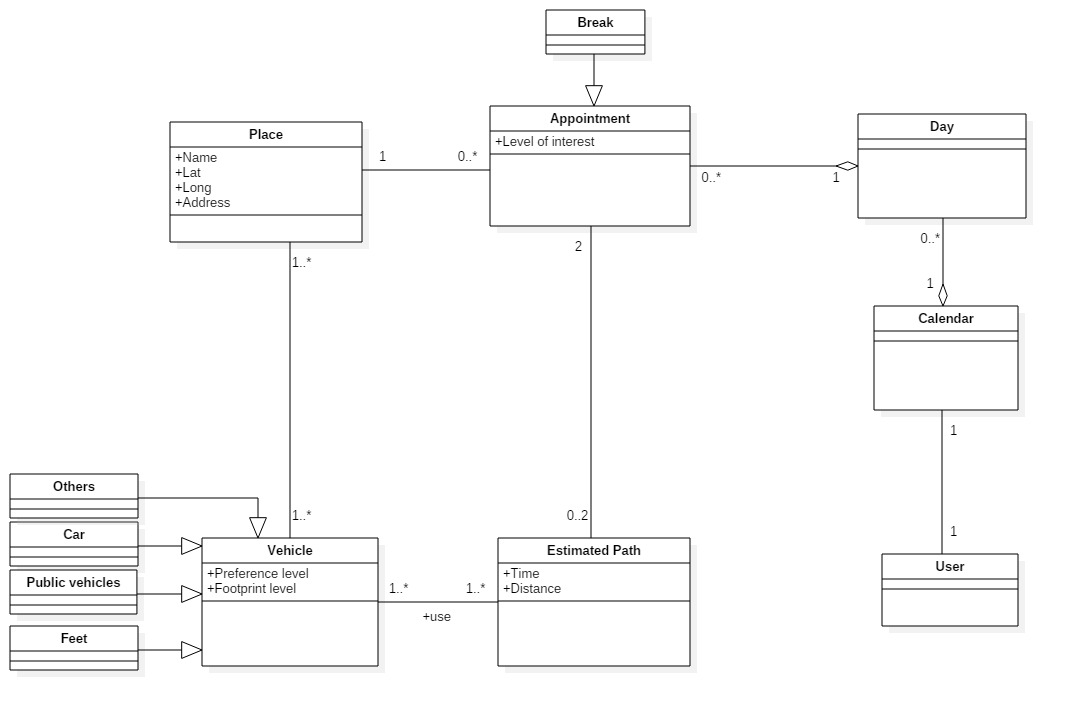 Break
Appointment
+Level of interest
Place
+Name
+Lat
+Long
+Address
Day
1
0..*
0..*
1
0..*
1
2
1..*
Calendar
1
1
User
Others
Car
Public vehicles
Feet
1..*
Vehicle
+Preference level
+Footprint level
1..*
1..*
+use
0..2
Estimated Path
+Time
+Distance